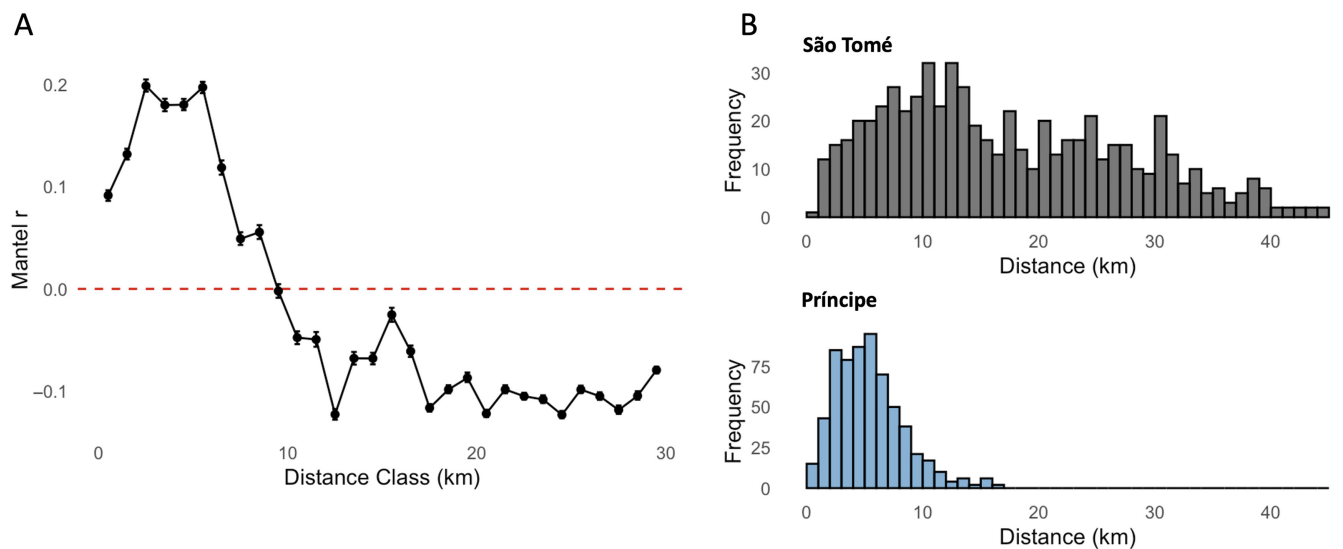 A
Mantel r
0.2
0.1
0.0
−0.1
0 10 20 30
Distance Class (km)
B
São Tomé
Frequency
30
20
10
0
0 10 20 30 40
Distance (km)
Príncipe
Frequency
75
50
25
0
0 10 20 30 40
Distance (km)